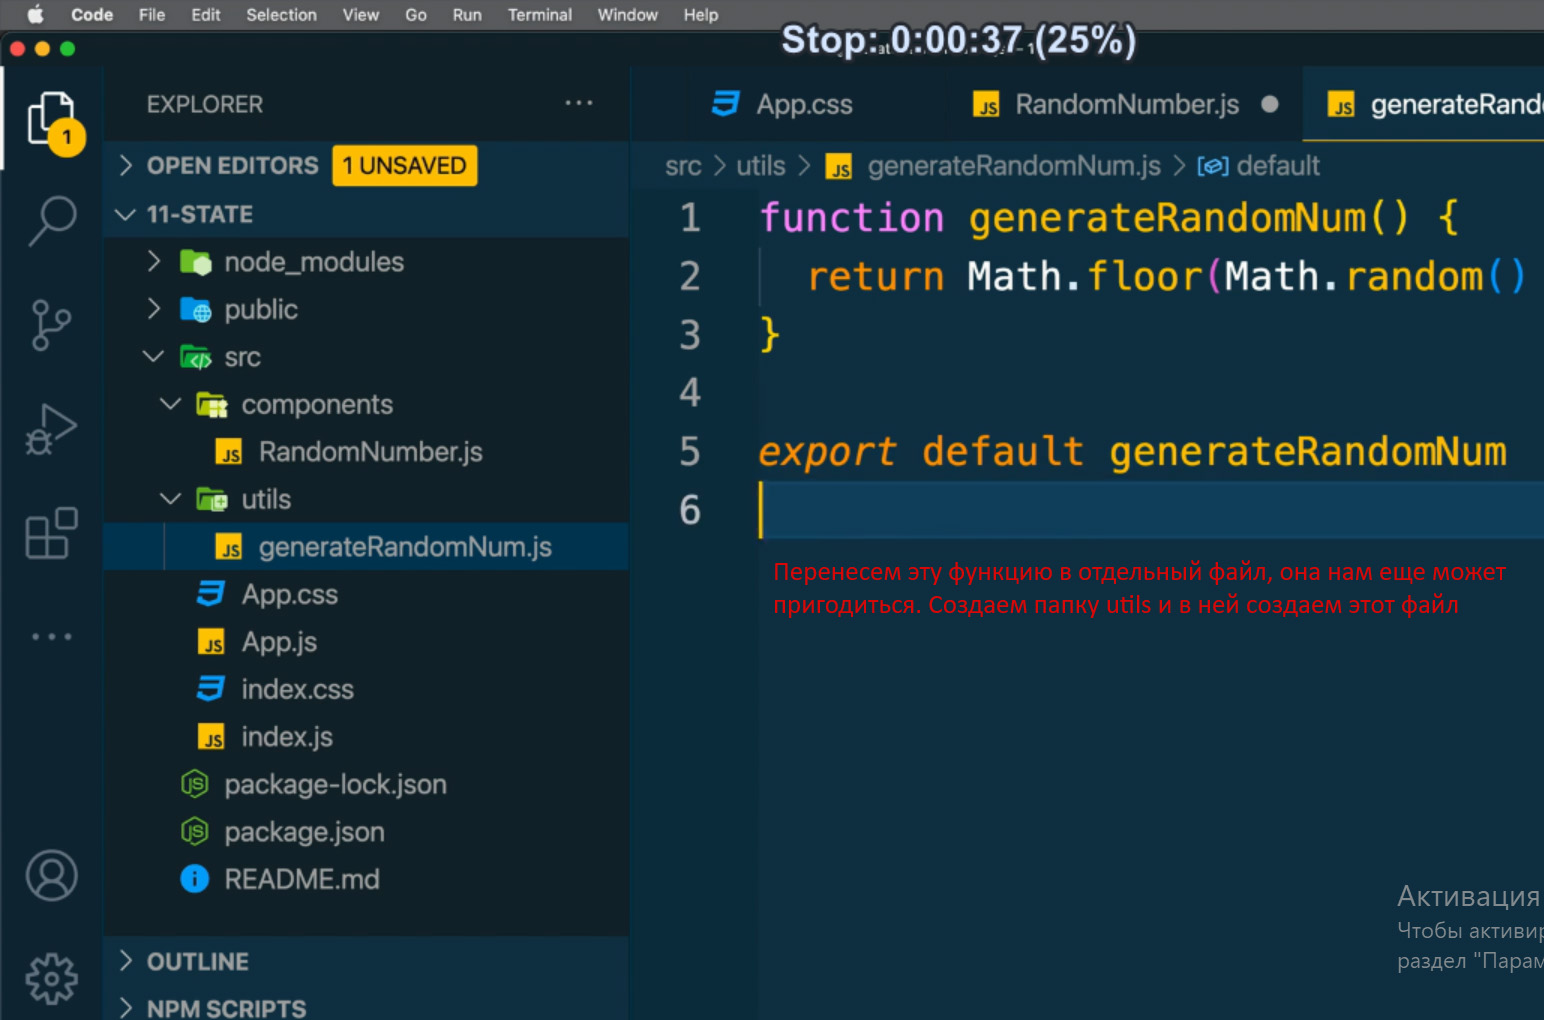 Code File Edit Selection View Go Run Terminal Window Help
Stop: 0:00:37 (25%)
EXPLORER
App.css
RandomNumber.js
generateRand
1
OPEN EDITORS 1 UNSAVED
src > utils > generateRandomNum.js > default
11-STATE
node_modules
public
src
components
RandomNumber.js
utils
generateRandomNum.js
App.css
App.js
index.css
index.js
package-lock.json
package.json
README.md
OUTLINE
NPM SCRIPTS
1 function generateRandomNum() {
2 return Math.floor(Math.random()
3 }
4
5 export default generateRandomNum
6
Перенесем эту функцию в отдельный файл, она нам еще может
пригодиться. Создаем папку utils и в ней создаем этот файл
Активация
Чтобы активир
раздел "Парам